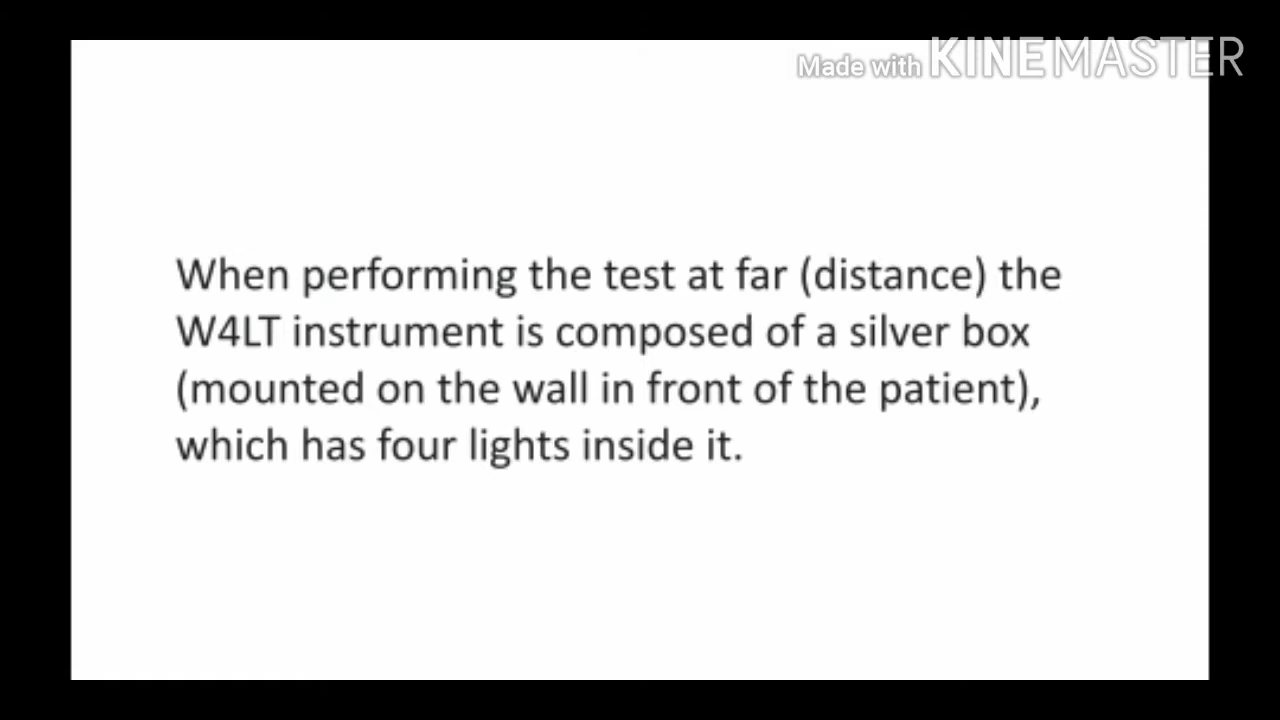 Made with KINEMASTER
When performing the test at far (distance) the
W4LT instrument is composed of a silver box
(mounted on the wall in front of the patient),
which has four lights inside it.